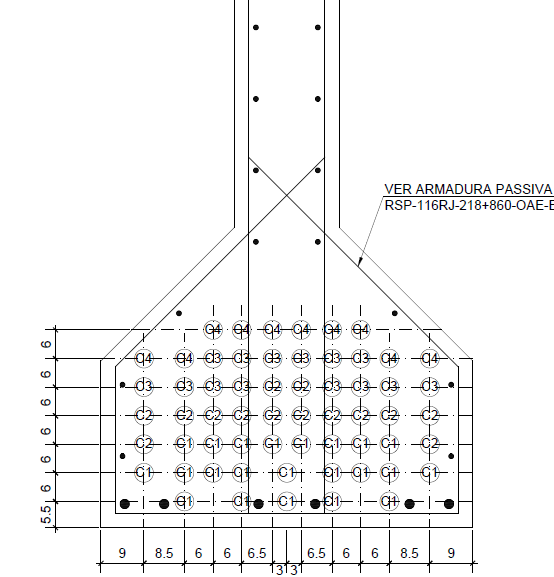 VER ARMADURA PASSIVA
RSP-116RJ-218+860-OAE-E
C4 C4 C4 C4 C4 C4
6
C4 C4 C3 C3 C3 C3 C3 C3 C4 C4
6
C3 C3 C3 C3 C2 C2 C3 C3 C3 C3
6
C2 C2 C2 C2 C2 C2 C2 C2 C2 C2
6
C2 C1 C1 C1 C1 C1 C1 C1 C1 C2
6
C1 C1 C1 C1 C1 C1 C1 C1 C1
6
C1 C1 C1 C1 C1
5.5
9 8.5 6 6 6.5 6.5 6 6 8.5 9
3 3